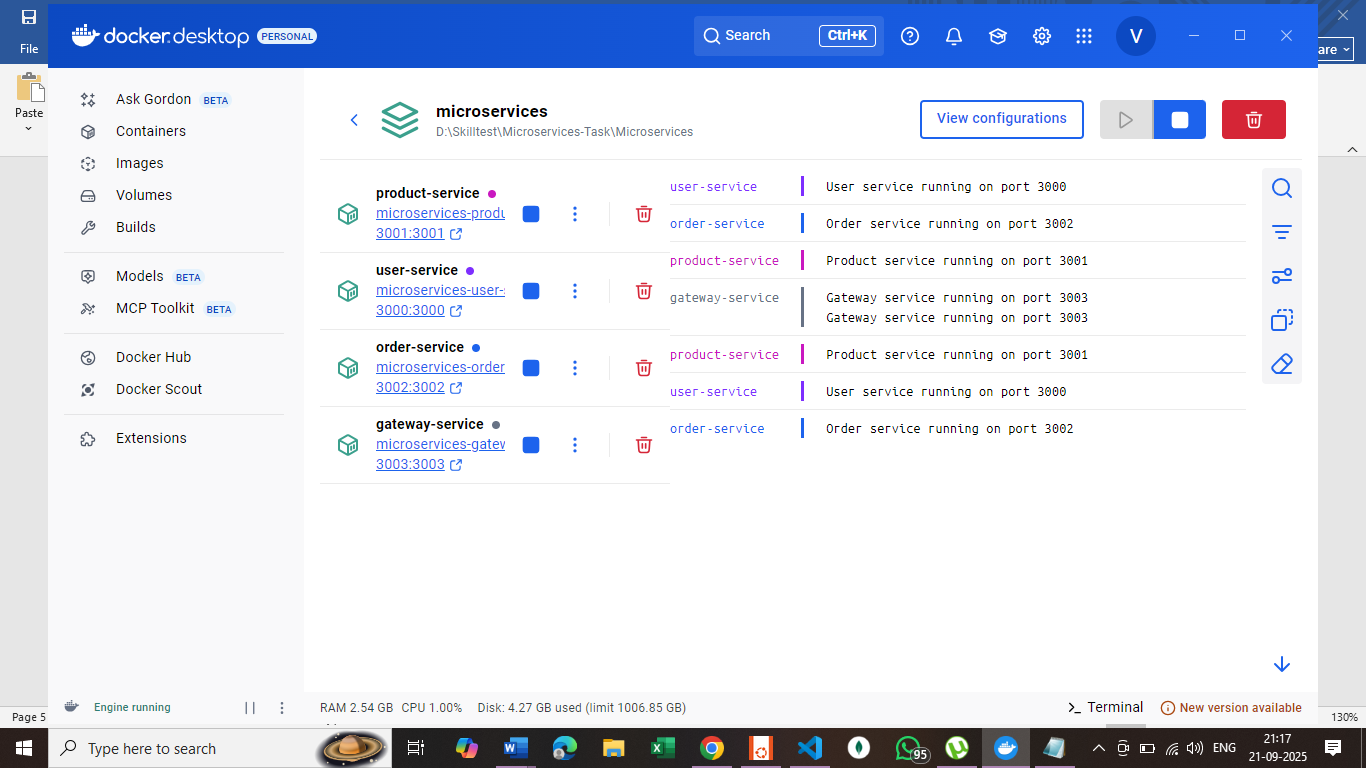 File
docker.desktop PERSONAL
Search Ctrl+K
V
are
Paste
Ask Gordon BETA
Containers
Images
Volumes
Builds
Models BETA
MCP Toolkit BETA
Docker Hub
Docker Scout
Extensions
microservices
D:\Skilltest\Microservices-Task\Microservices
View configurations
product-service
microservices-produ
3001:3001
user-service
microservices-user-
3000:3000
order-service
microservices-order
3002:3002
gateway-service
microservices-gatew
3003:3003
user-service User service running on port 3000
order-service Order service running on port 3002
product-service Product service running on port 3001
gateway-service Gateway service running on port 3003
Gateway service running on port 3003
product-service Product service running on port 3001
user-service User service running on port 3000
order-service Order service running on port 3002
Engine running
RAM 2.54 GB CPU 1.00% Disk: 4.27 GB used (limit 1006.85 GB)
Terminal
New version available
Page 5
130%
Type here to search
95
ENG
21:17
21-09-2025